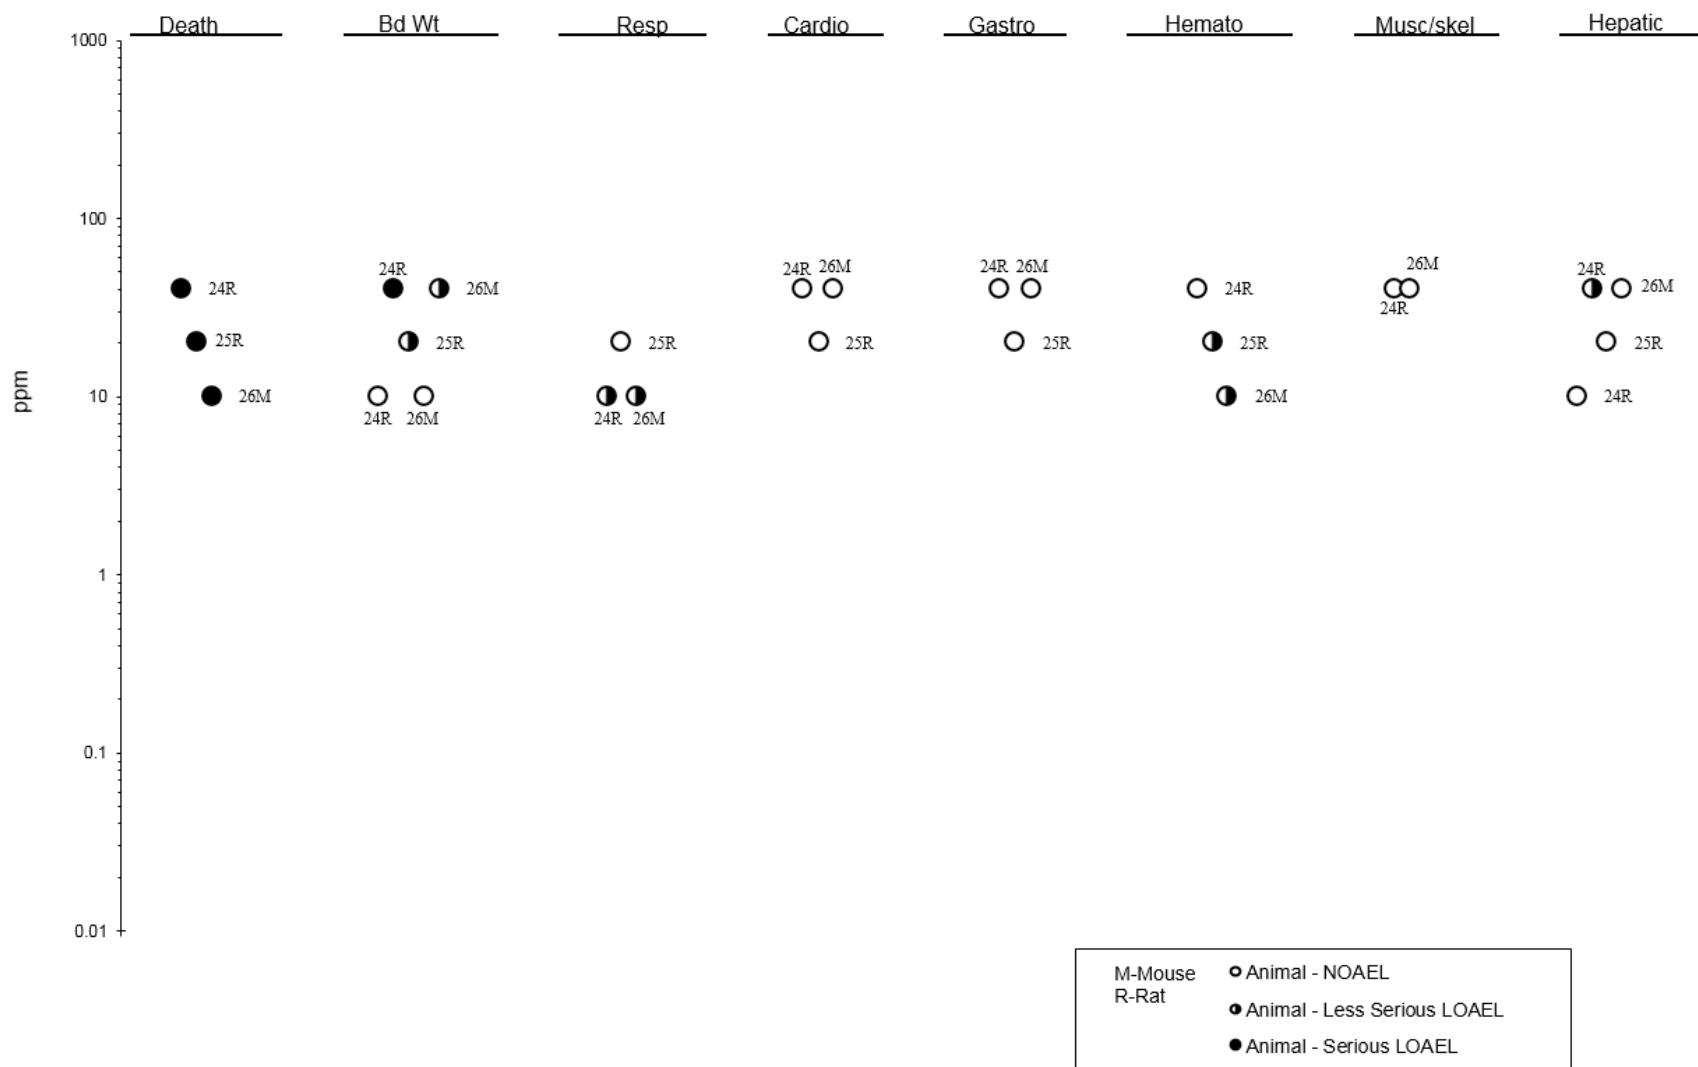 Death Bd Wt Resp Cardio Gastro Hemato Musc/skel Hepatic
1000
100
24R 26M 24R 26M 26M 24R
24R 24R 26M 24R 24R 26M
25R 25R 25R 25R 25R 25R 25R
ppm
10 26M 26M 24R
24R 26M 24R 26M
1
0.1
0.01
M-Mouse
R-Rat
Animal - NOAEL
Animal - Less Serious LOAEL
Animal - Serious LOAEL